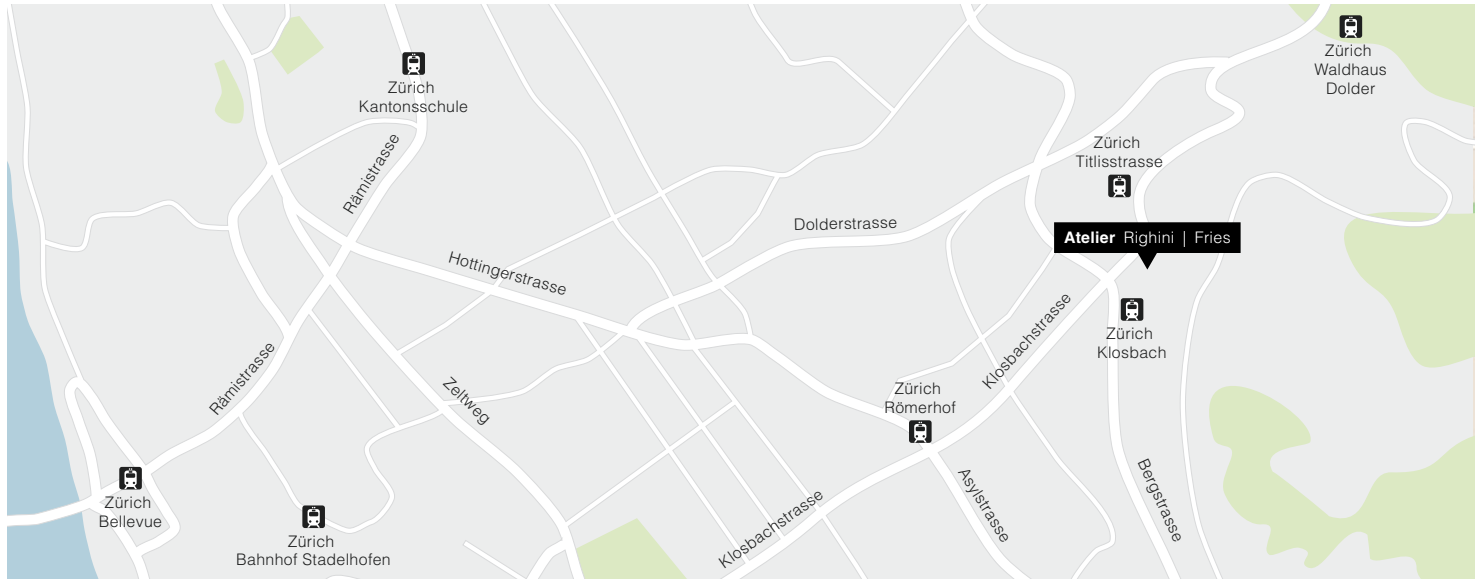 Zürich
Waldhaus
Dolder
Zürich
Kantonsschule
Rämistrasse
Zürich
Titlisstrasse
Dolderstrasse
Atelier Righini | Fries
Hottingerstrasse
Klosbachstrasse
Zürich
Klosbach
Rämistrasse
Zeltweg
Zürich
Römerhof
Zürich
Bellevue
Zürich
Bahnhof Stadelhofen
Klosbachstrasse
Asylstrasse
Bergstrasse